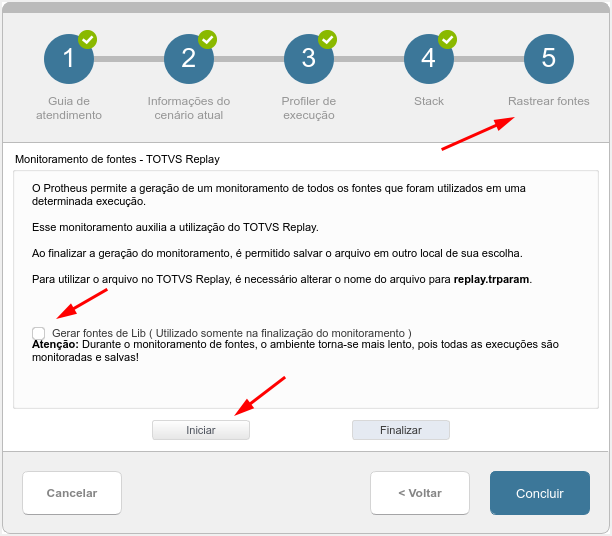 1 2 3 4 5
Guia de atendimento
Informações do cenário atual
Profiler de execução
Stack
Rastrear fontes
Monitoramento de fontes - TOTVS Replay
O Protheus permite a geração de um monitoramento de todos os fontes que foram utilizados em uma
determinada execução.
Esse monitoramento auxilia a utilização do TOTVS Replay.
Ao finalizar a geração do monitoramento, é permitido salvar o arquivo em outro local de sua escolha.
Para utilizar o arquivo no TOTVS Replay, é necessário alterar o nome do arquivo para replay.trparam.
Gerar fontes de Lib ( Utilizado somente na finalização do monitoramento )
Atenção: Durante o monitoramento de fontes, o ambiente torna-se mais lento, pois todas as execuções são
monitoradas e salvas!
Iniciar
Finalizar
Cancelar
< Voltar
Concluir